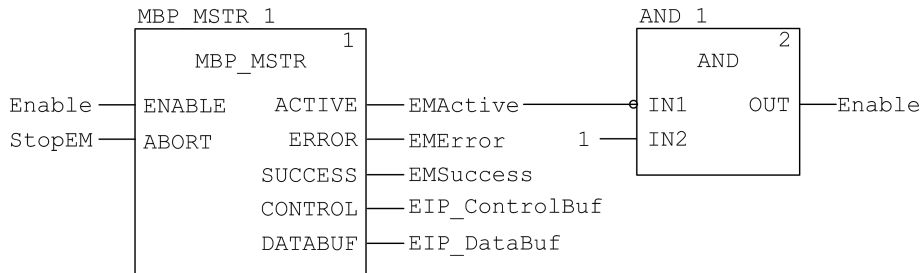 MBP_MSTR_1 AND_1
1 2
MBP_MSTR AND
Enable ENABLE ACTIVE EMActive IN1 OUT Enable
StopEM ABORT ERROR EMError 1 IN2
SUCCESS EMSuccess
CONTROL EIP_ControlBuf
DATABUF EIP_DataBuf